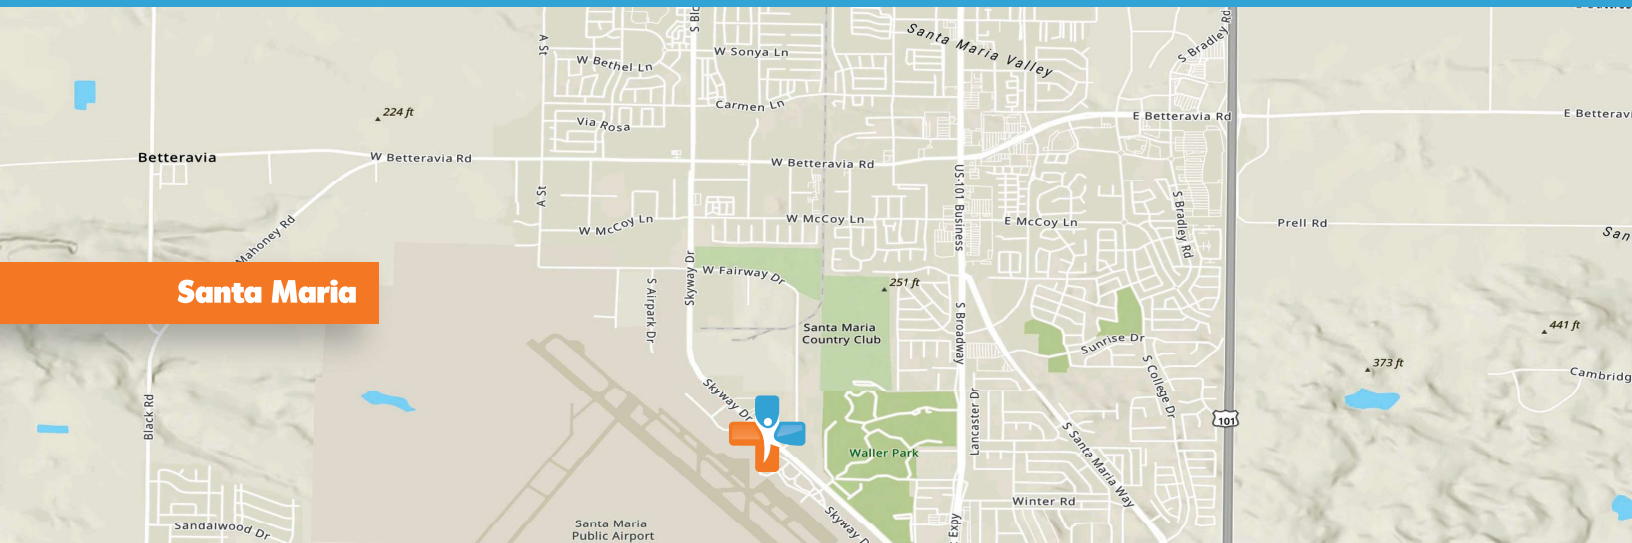 S Blo
A St
W Sonya Ln
W Bethel Ln
Santa Maria Valley
S Bradley Rd
224 ft
Carmen Ln
Via Rosa
E Betteravia Rd
E Betteravi
Betteravia
W Betteravia Rd
W Betteravia Rd
A St
US-101 Business
S Bradley Rd
W McCoy Ln
W McCoy Ln
E McCoy Ln
Prell Rd
San
Mahoney Rd
Skyway Dr
W Fairway Dr
251 ft
Santa Maria
S Airpark Dr
S Broadway
Santa Maria
Country Club
Sunrise Dr
441 ft
373 ft
Cambridg
S College Dr
Skyway Dr
Black Rd
Lancaster Dr
101
S Santa Maria Way
Waller Park
Winter Rd
Sandalwood Dr
Santa Maria
Public Airport
Skyway D
Expy